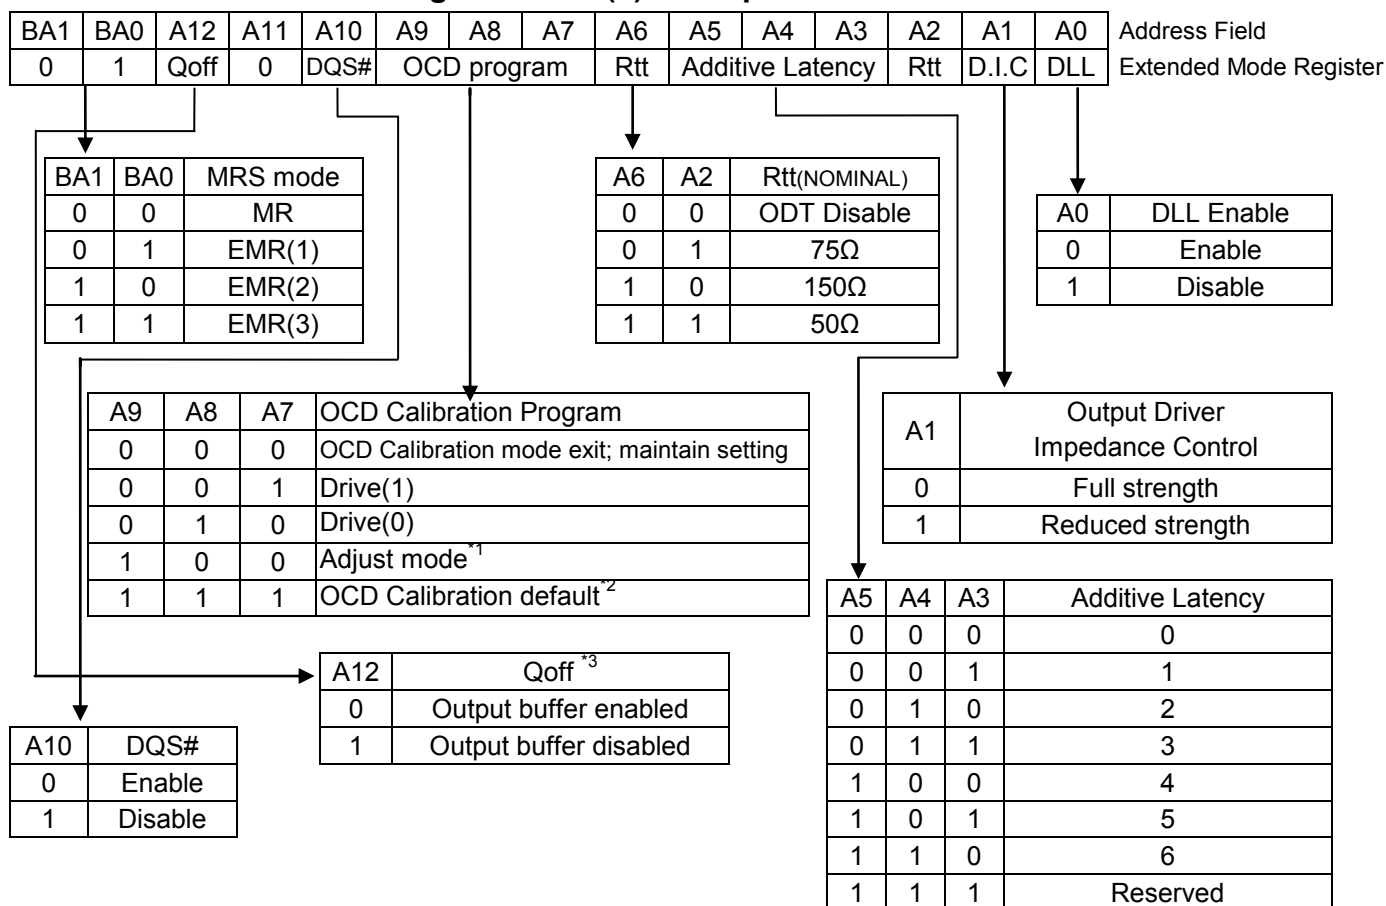 BA1 BA0 A12 A11 A10 A9 A8 A7 A6 A5 A4 A3 A2 A1 A0 Address Field
0 1 Qoff 0 DQS# OCD program Rtt Additive Latency Rtt D.I.C DLL Extended Mode Register
BA1 BA0 MRS mode
0 0 MR
0 1 EMR(1)
1 0 EMR(2)
1 1 EMR(3)
A6 A2 Rtt(NOMINAL)
0 0 ODT Disable
0 1 75Ω
1 0 150Ω
1 1 50Ω
A0 DLL Enable
0 Enable
1 Disable
A9 A8 A7 OCD Calibration Program
0 0 0 OCD Calibration mode exit; maintain setting
0 0 1 Drive(1)
0 1 0 Drive(0)
1 0 0 Adjust mode*1
1 1 1 OCD Calibration default*2
A1 Output Driver
Impedance Control
0 Full strength
1 Reduced strength
A12 Qoff *3
0 Output buffer enabled
1 Output buffer disabled
A10 DQS#
0 Enable
1 Disable
A5 A4 A3 Additive Latency
0 0 0 0
0 0 1 1
0 1 0 2
0 1 1 3
1 0 0 4
1 0 1 5
1 1 0 6
1 1 1 Reserved